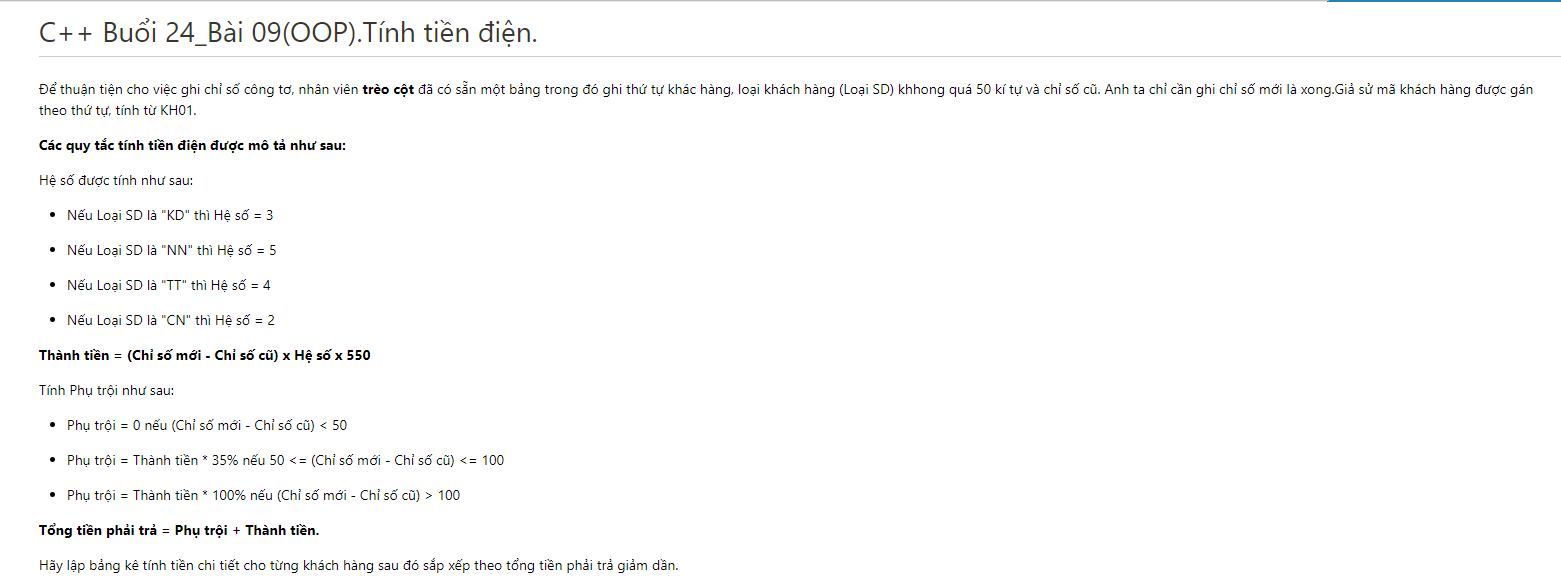 C++ Buổi 24_Bài 09(OOP).Tính tiền điện.
Để thuận tiện cho việc ghi chỉ số công tơ, nhân viên trèo cột đã có sẵn một bảng trong đó ghi thứ tự khác hàng, loại khách hàng (Loại SD) khhong quá 50 kí tự và chỉ số cũ. Anh ta chỉ cần ghi chỉ số mới là xong.Giả sử mã khách hàng được gán
theo thứ tự, tính từ KH01.
Các quy tắc tính tiền điện được mô tả như sau:
Hệ số được tính như sau:
• Nếu Loại SD là "KD" thì Hệ số = 3
• Nếu Loại SD là "NN" thì Hệ số = 5
• Nếu Loại SD là "TT" thì Hệ số = 4
• Nếu Loại SD là "CN" thì Hệ số = 2
Thành tiền = (Chỉ số mới - Chỉ số cũ) x Hệ số x 550
Tính Phụ trội như sau:
• Phụ trội = 0 nếu (Chỉ số mới - Chỉ số cũ) < 50
• Phụ trội = Thành tiền * 35% nếu 50 <= (Chỉ số mới - Chỉ số cũ) <= 100
• Phụ trội = Thành tiền * 100% nếu (Chỉ số mới - Chỉ số cũ) > 100
Tổng tiền phải trả = Phụ trội + Thành tiền.
Hãy lập bảng kê tính tiền chi tiết cho từng khách hàng sau đó sắp xếp theo tổng tiền phải trả giảm dần.